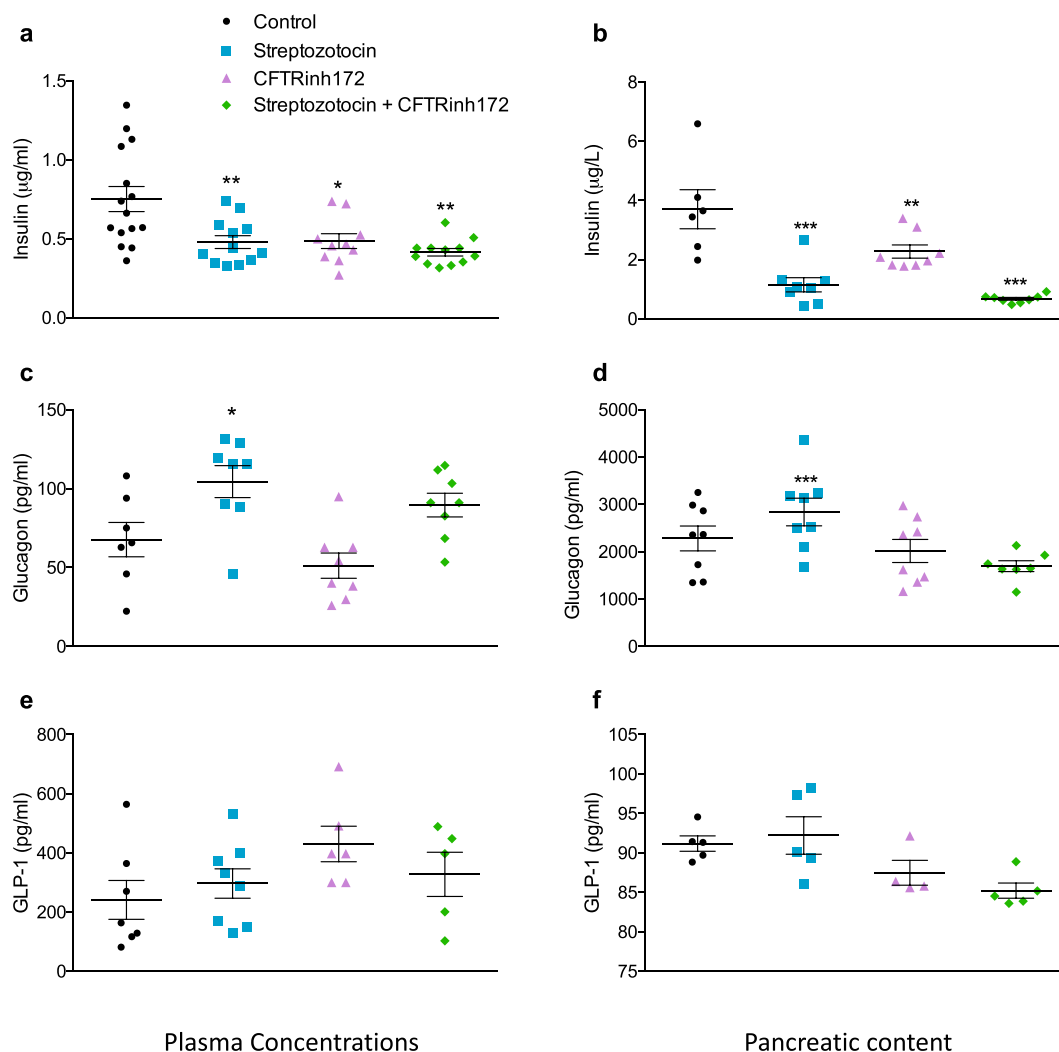 a
Control
Streptozotocin
CFTRinh172
Streptozotocin + CFTRinh172
Insulin (μg/ml)
1.5
1.0
0.5
0.0
**
*
**
b
Insulin (μg/L)
8
6
4
2
0
***
**
***
c
Glucagon (pg/ml)
150
100
50
0
*
d
Glucagon (pg/ml)
5000
4000
3000
2000
1000
0
***
e
GLP-1 (pg/ml)
800
600
400
200
0
f
GLP-1 (pg/ml)
105
100
95
90
85
80
75
Plasma Concentrations
Pancreatic content